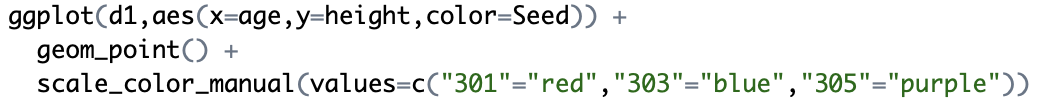 ggplot(d1,aes(x=age,y=height,color=Seed)) +
  geom_point() +
  scale_color_manual(values=c("301"="red","303"="blue","305"="purple"))